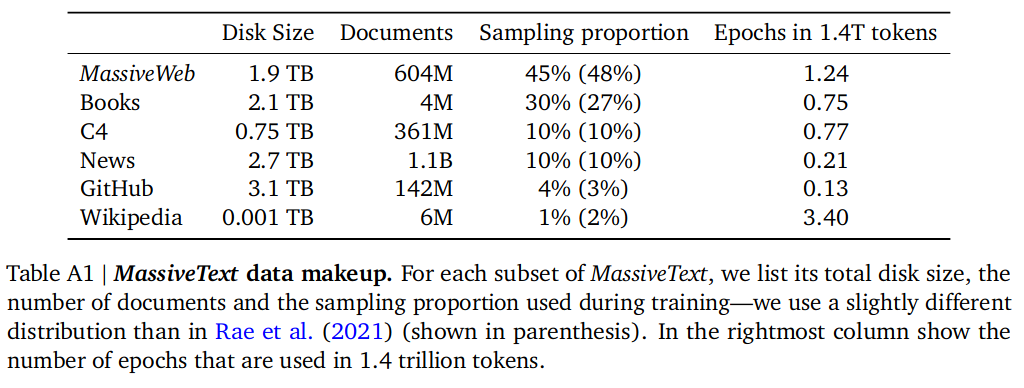 Disk Size Documents Sampling proportion Epochs in 1.4T tokens
MassiveWeb 1.9 TB 604M 45% (48%) 1.24
Books 2.1 TB 4M 30% (27%) 0.75
C4 0.75 TB 361M 10% (10%) 0.77
News 2.7 TB 1.1B 10% (10%) 0.21
GitHub 3.1 TB 142M 4% (3%) 0.13
Wikipedia 0.001 TB 6M 1% (2%) 3.40
Table A1 | MassiveText data makeup. For each subset of MassiveText, we list its total disk size, the
number of documents and the sampling proportion used during training—we use a slightly different
distribution than in Rae et al. (2021) (shown in parenthesis). In the rightmost column show the
number of epochs that are used in 1.4 trillion tokens.